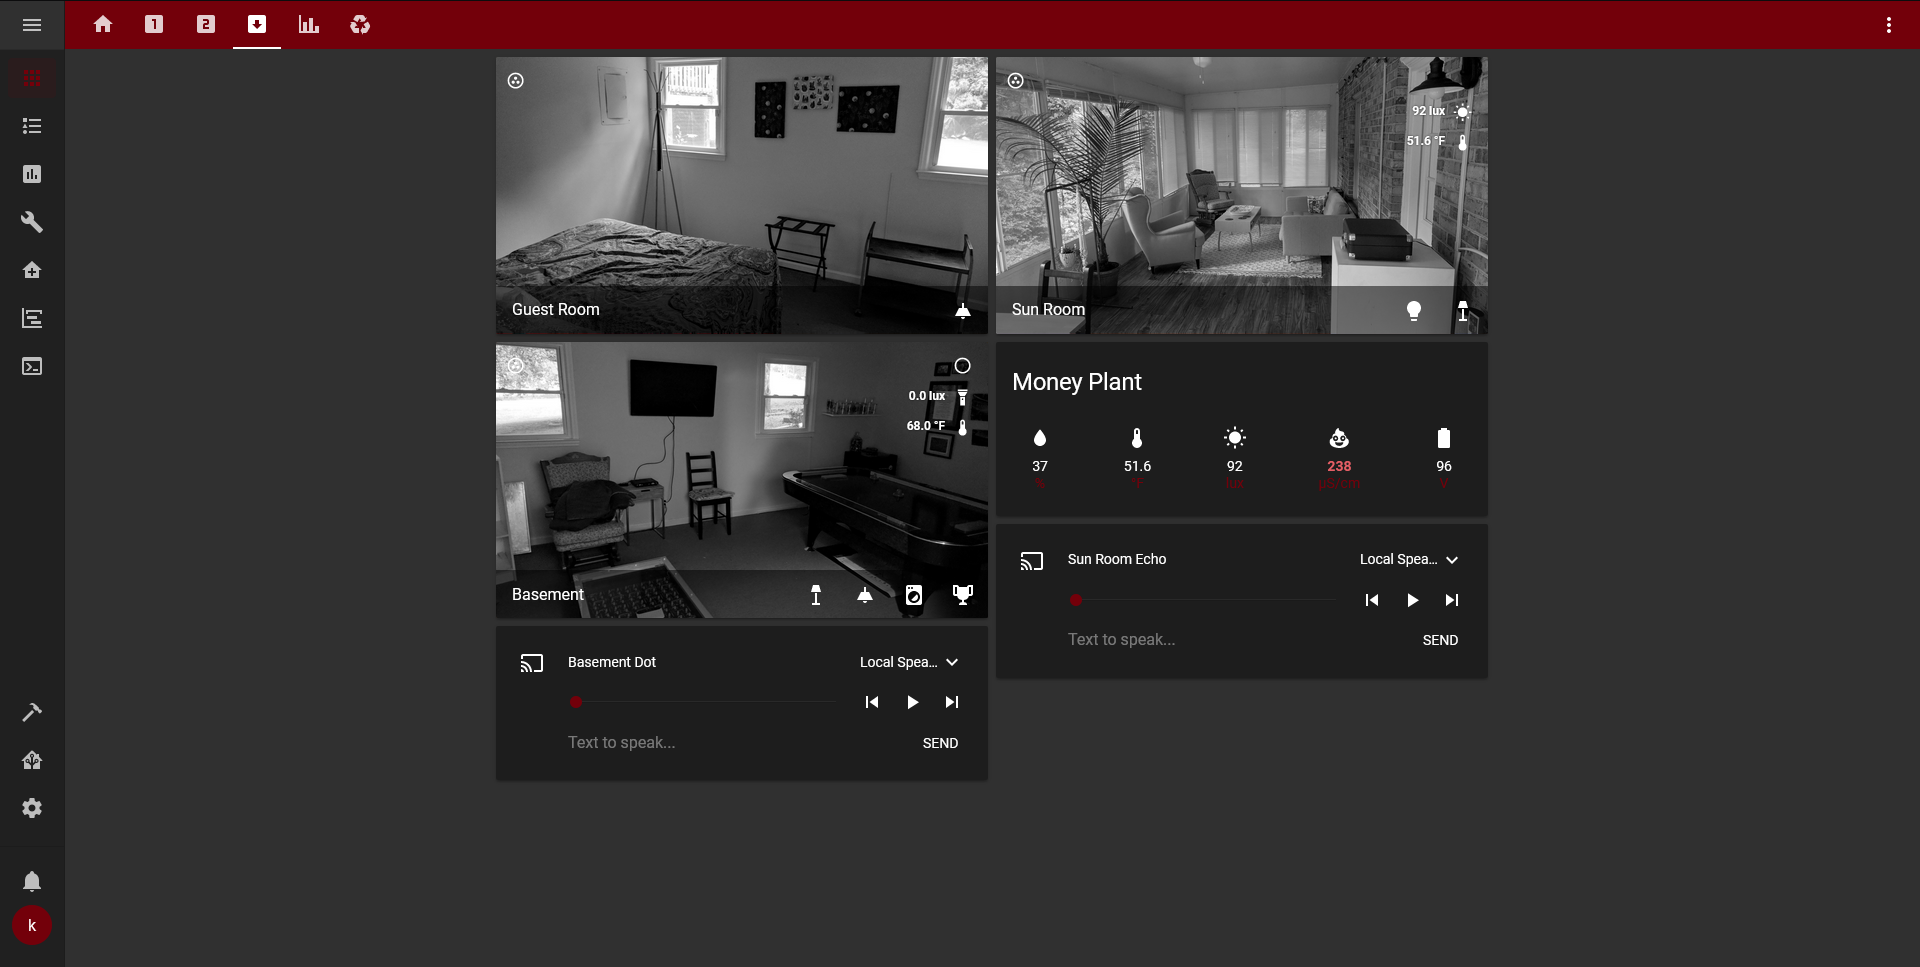 1
2
Guest Room
92 lux
51.6 °F
Sun Room
0.0 lux
68.0 °F
Basement
Money Plant
37 51.6 92 238 96
% °F lux µS/cm V
Sun Room Echo Local Spea...
Text to speak... SEND
Basement Dot Local Spea...
Text to speak... SEND
k